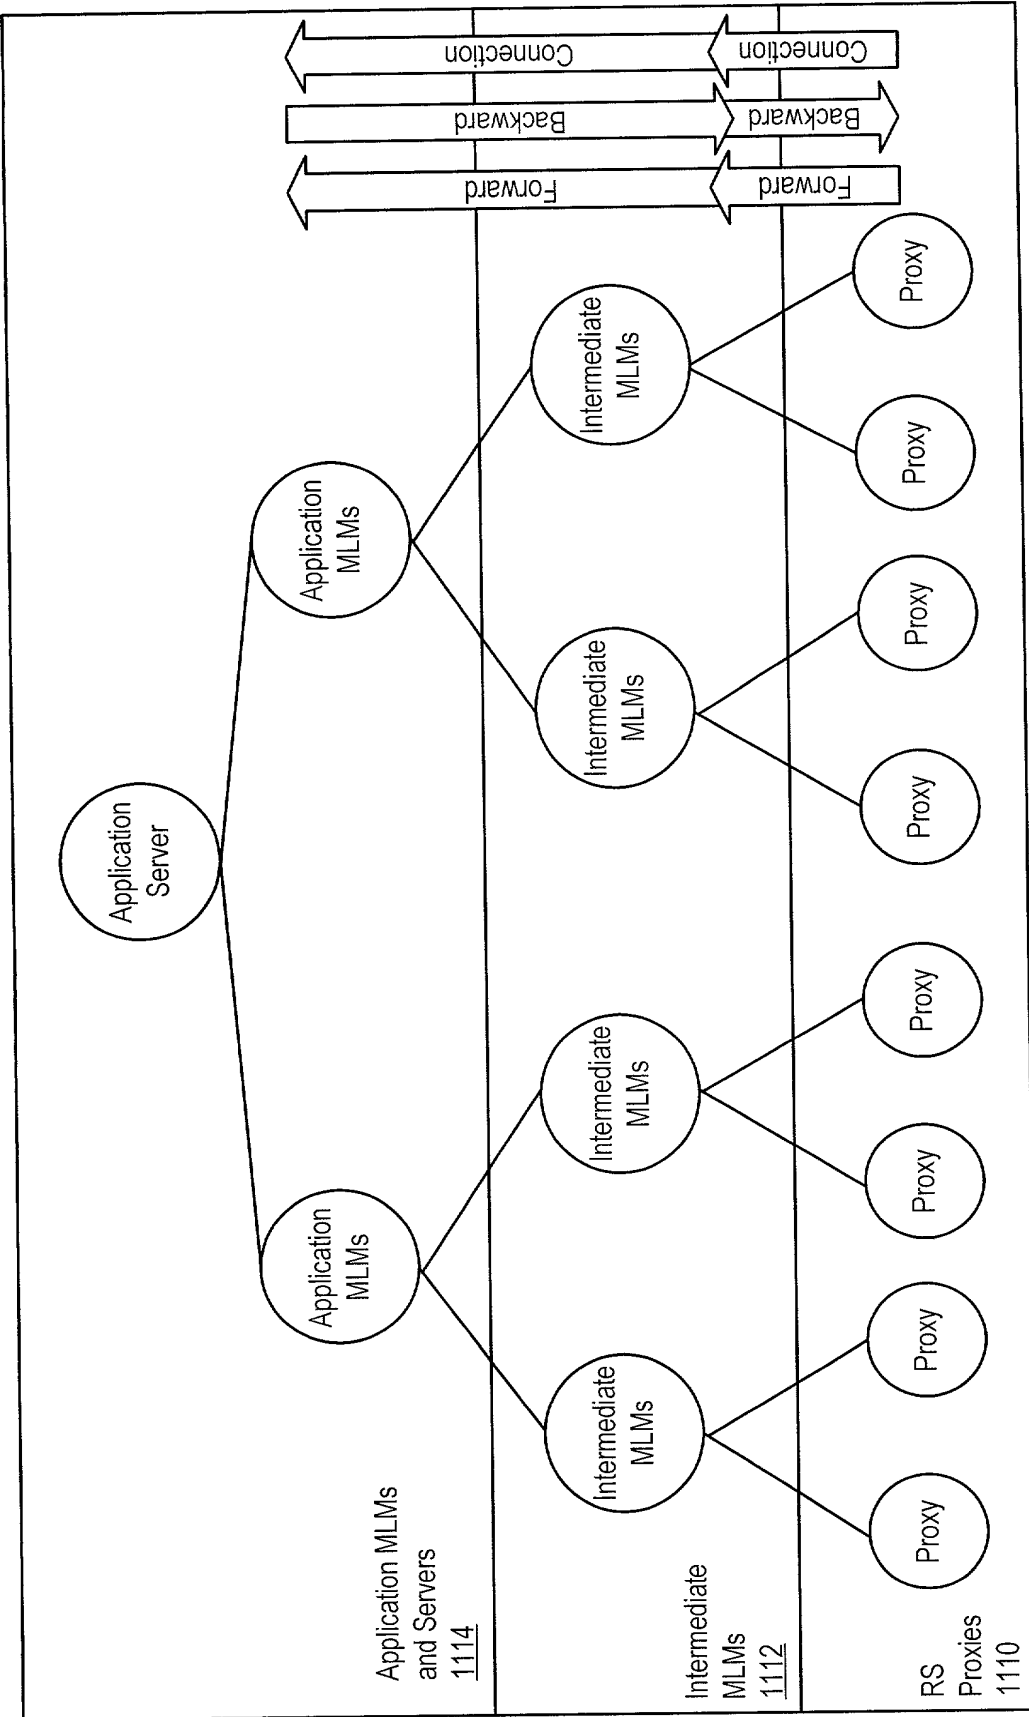 Application
Server
Application
MLMs
Application
MLMs
Application MLMs
and Servers
1114
Intermediate
MLMs
Intermediate
MLMs
Intermediate
MLMs
Intermediate
MLMs
Intermediate
MLMs
1112
Proxy
Proxy
Proxy
Proxy
Proxy
Proxy
Proxy
Proxy
RS
Proxies
1110
Forward
Forward
Backward
Backward
Connection
Connection